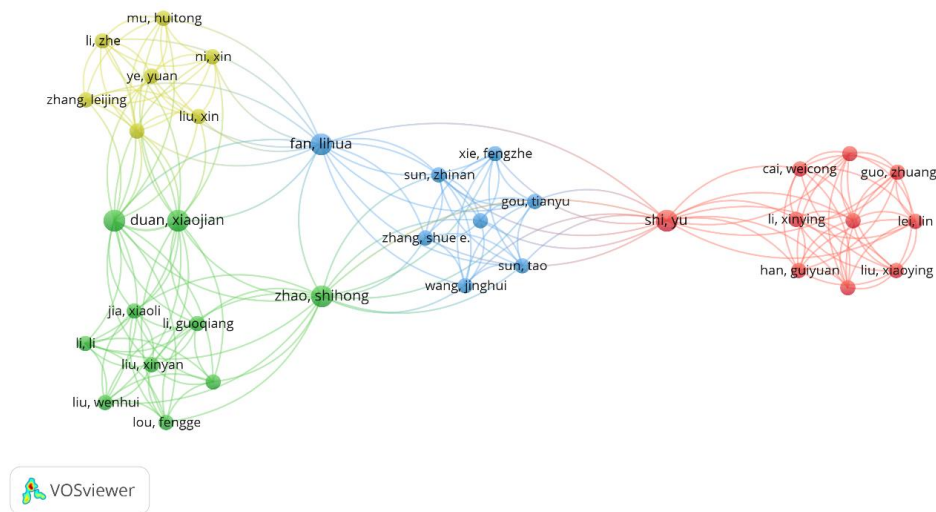 mu, huitong
li, zhe
ni, xin
ye, yuan
zhang, leijing
liu, xin
fan, lihua
xie, fengzhe
sun, zhinan
cai, weicong
guo, zhuang
gou, tianyu
duan, xiaojian
shi, yu
li, xinying
lei, lin
zhang, shue e.
sun, tao
han, guiyuan
liu, xiaoying
wang, jinghui
zhao, shihong
jia, xiaoli
li, guoqiang
li, li
liu, xinyan
liu, wenhui
lou, fengge
VOSviewer